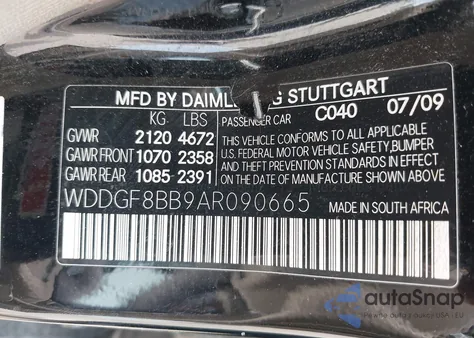 MFD BY DAIMLER AG STUTTGART
KG LBS PASSENGER CAR C040 07/09
GVWR 2120 4672
GAWR FRONT 1070 2358
GAWR REAR 1085 2391
THIS VEHICLE CONFORMS TO ALL APPLICABLE
U.S. FEDERAL MOTOR VEHICLE SAFETY,BUMPER
AND THEFT PREVENTION STANDARDS IN EFFECT
ON THE DATE OF MANUFACTURE SHOWN ABOVE.
WDDGF8BB9AR090665 MADE IN SOUTH AFRICA
autoSnap